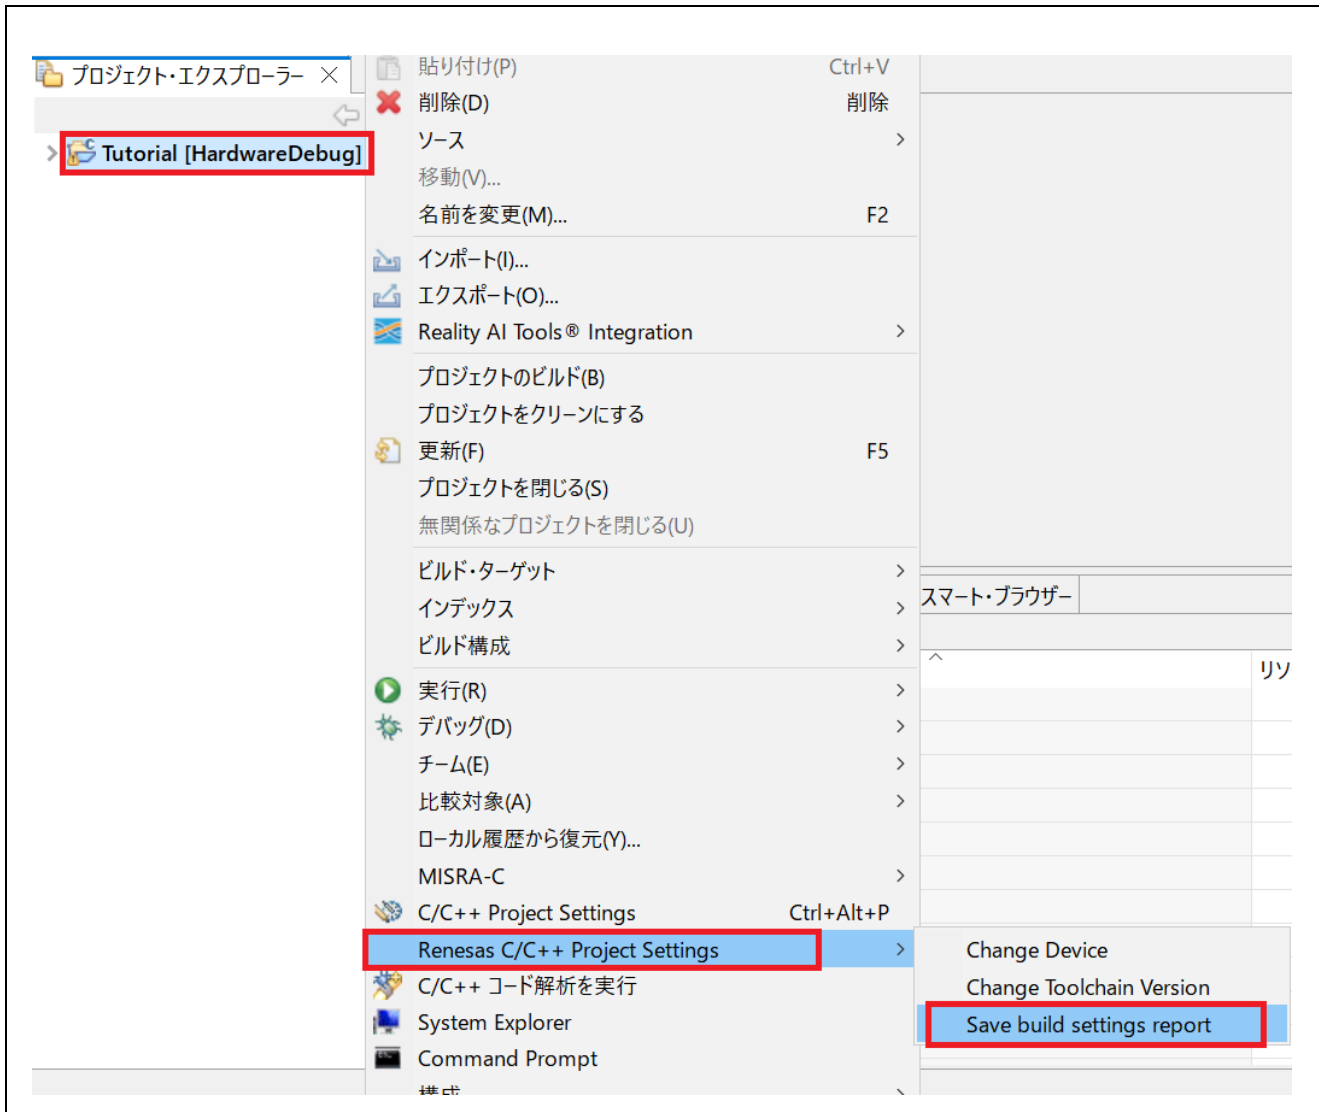 プロジェクト・エクスプローラー
Tutorial [HardwareDebug]
貼り付け(P) Ctrl+V
削除(D) 削除
ソース
移動(V)...
名前を変更(M)... F2
インポート(I)...
エクスポート(O)...
Reality AI Tools® Integration
プロジェクトのビルド(B)
プロジェクトをクリーンにする
更新(F) F5
プロジェクトを閉じる(S)
無関係なプロジェクトを閉じる(U)
ビルド・ターゲット
インデックス
ビルド構成
実行(R)
デバッグ(D)
チーム(E)
比較対象(A)
ローカル履歴から復元(Y)...
MISRA-C
C/C++ Project Settings Ctrl+Alt+P
Renesas C/C++ Project Settings
C/C++ コード解析を実行
System Explorer
Command Prompt
構成
スマート・ブラウザー
リソ
Change Device
Change Toolchain Version
Save build settings report